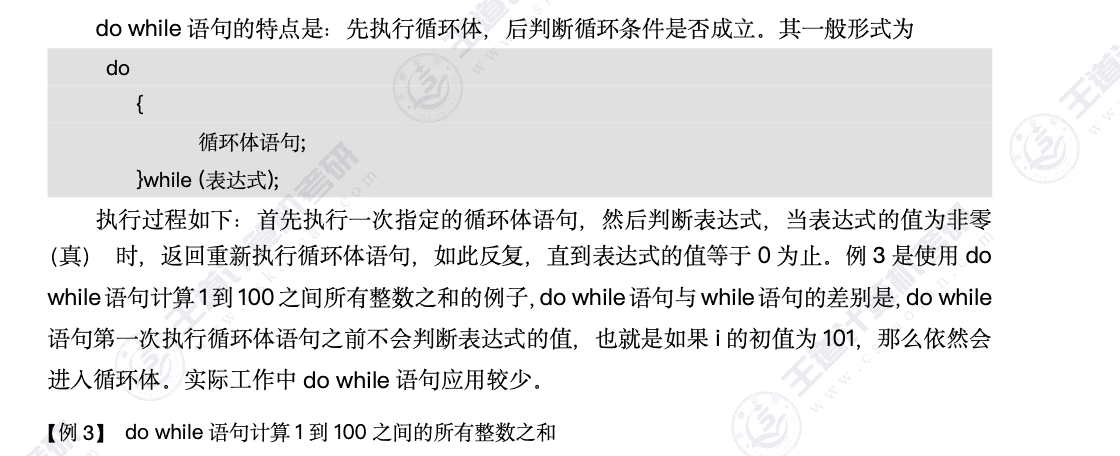 do while 语句的特点是：先执行循环体，后判断循环条件是否成立。其一般形式为
do
{
循环体语句;
}while (表达式);
执行过程如下：首先执行一次指定的循环体语句，然后判断表达式，当表达式的值为非零
（真） 时，返回重新执行循环体语句，如此反复，直到表达式的值等于 0 为止。例 3 是使用 do
while 语句计算 1 到 100 之间所有整数之和的例子, do while 语句与 while 语句的差别是, do while
语句第一次执行循环体语句之前不会判断表达式的值，也就是如果 i 的初值为 101，那么依然会
进入循环体。实际工作中 do while 语句应用较少。
【例 3】 do while 语句计算 1 到 100 之间的所有整数之和